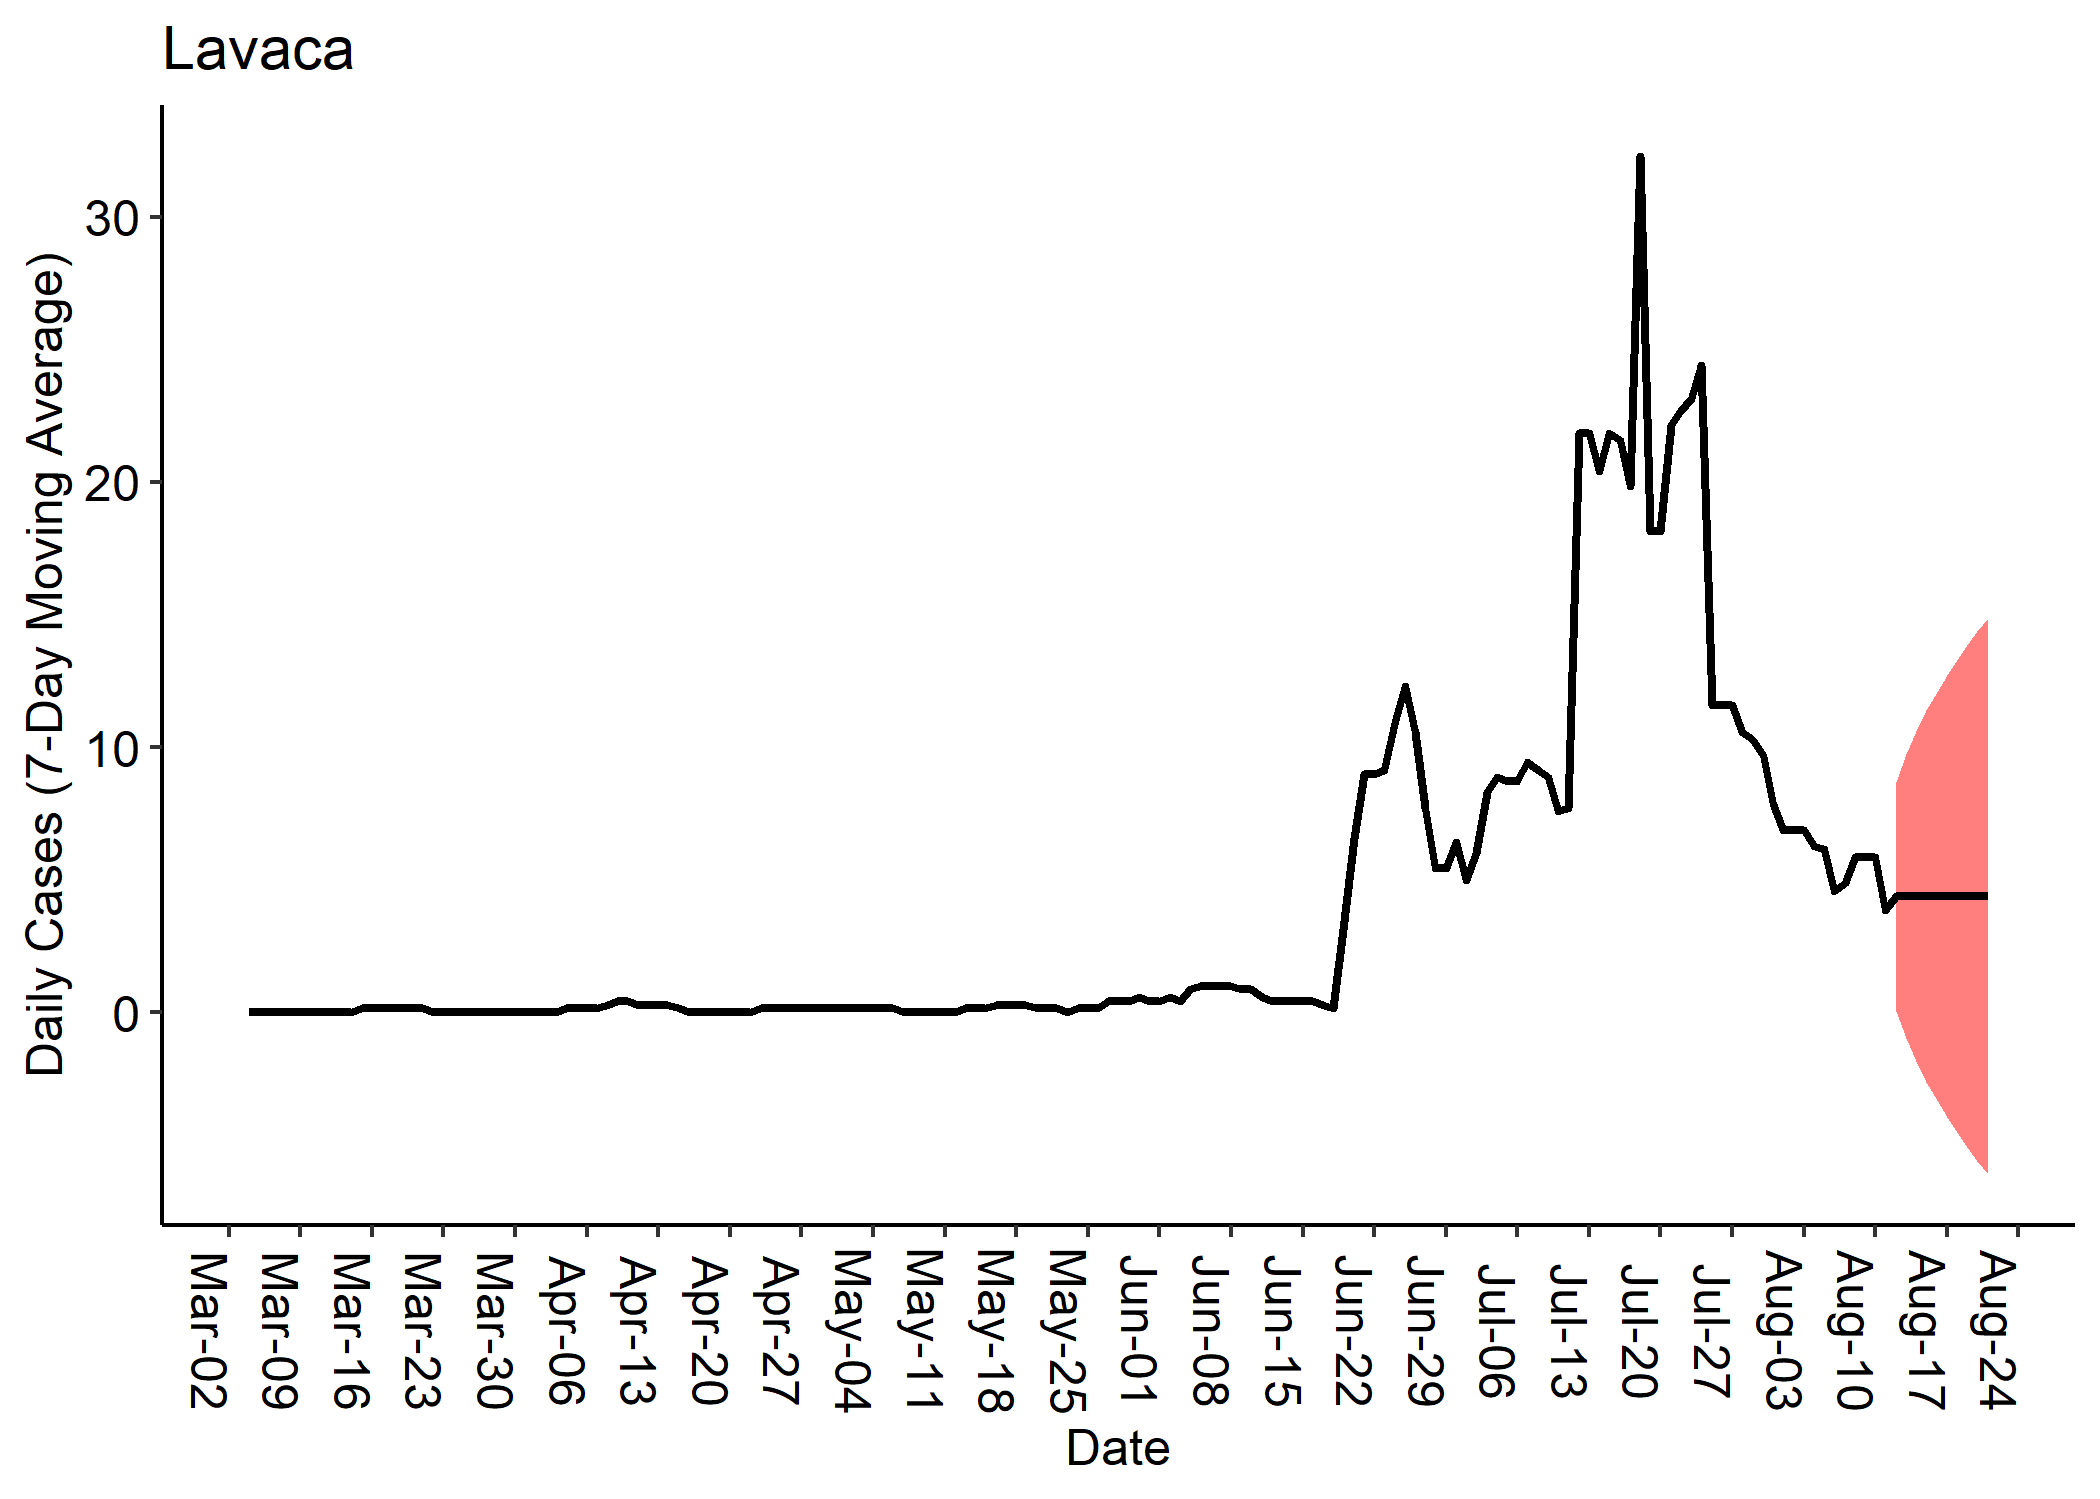 Lavaca
Daily Cases (7-Day Moving Average)
30
20
10
0
Mar-02
Mar-09
Mar-16
Mar-23
Mar-30
Apr-06
Apr-13
Apr-20
Apr-27
May-04
May-11
May-18
May-25
Jun-01
Jun-08
Jun-15
Jun-22
Jun-29
Jul-06
Jul-13
Jul-20
Jul-27
Aug-03
Aug-10
Aug-17
Aug-24
Date